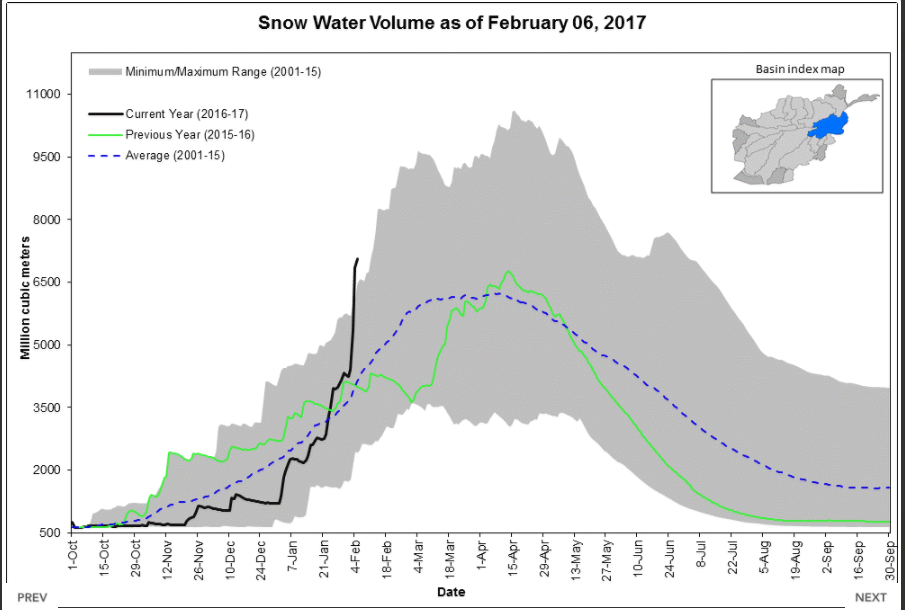 Snow Water Volume as of February 06, 2017
Minimum/Maximum Range (2001-15)
Current Year (2016-17)
Previous Year (2015-16)
Average (2001-15)
Basin index map
Million cubic meters
11000
9500
8000
6500
5000
3500
2000
500
1-Oct
15-Oct
29-Oct
12-Nov
26-Nov
10-Dec
24-Dec
7-Jan
21-Jan
4-Feb
18-Feb
4-Mar
18-Mar
1-Apr
15-Apr
29-Apr
13-May
27-May
10-Jun
24-Jun
8-Jul
22-Jul
5-Aug
19-Aug
2-Sep
16-Sep
30-Sep
Date
PREV
NEXT